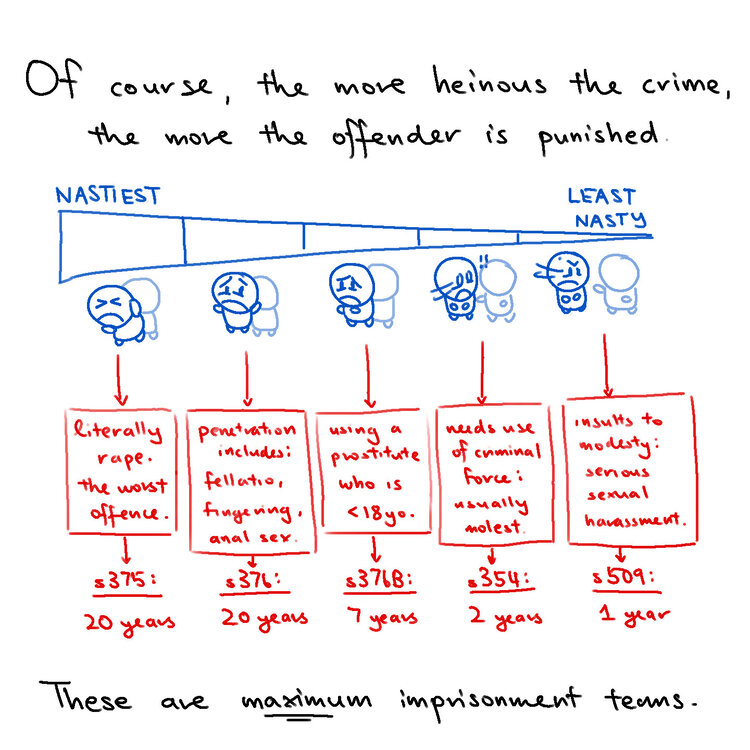 Of course, the more heinous the crime,
the more the offender is punished.
NASTIEST
LEAST
NASTY
!!
literally
rape.
the worst
offence.
s375:
20 years
penetration
includes:
fellatio,
fingering,
anal sex.
s376:
20 years
using a
prostitute
who is
<18yo.
s376B:
7 years
needs use
of criminal
force:
usually
molest.
s354:
2 years
insults to
modesty:
serious
sexual
harassment.
s509:
1 year
These are maximum imprisonment terms.